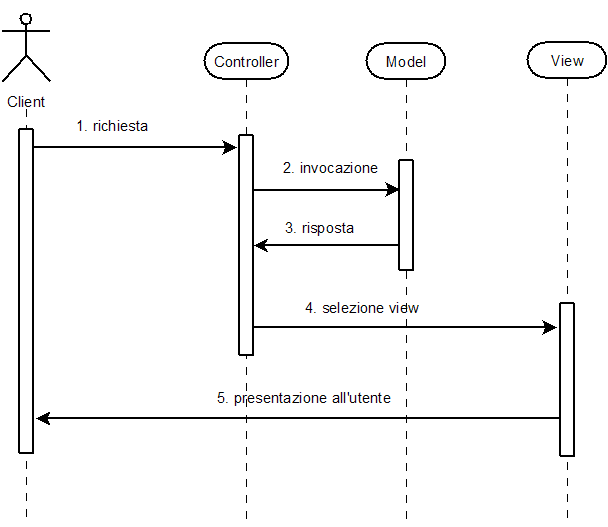 Client
Controller
Model
View
1. richiesta
2. invocazione
3. risposta
4. selezione view
5. presentazione all'utente